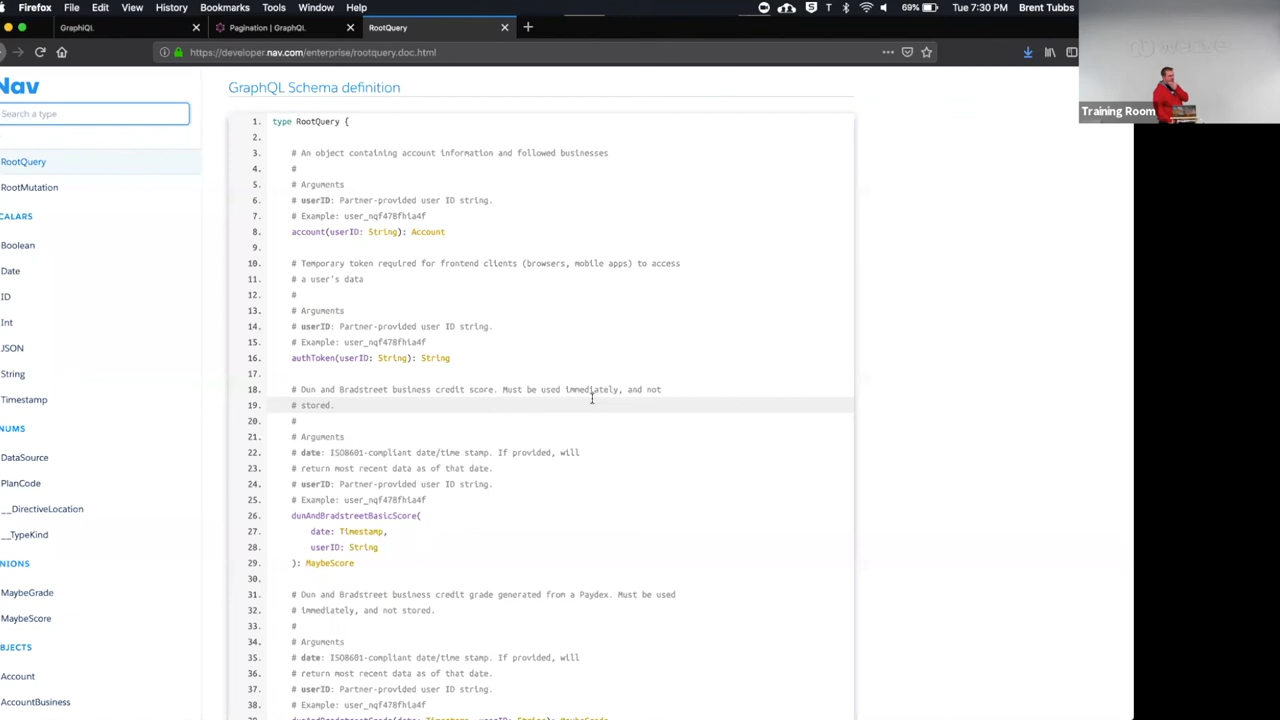 Firefox File Edit View History Bookmarks Tools Window Help 69% Tue 7:30 PM Brent Tubbs
GraphiQL Pagination | GraphQL RootQuery
https://developer.nav.com/enterprise/rootquery.doc.html
weave
Training Room
Nav
Search a type
RootQuery
RootMutation
CALARS
Boolean
Date
ID
Int
JSON
String
Timestamp
NUMS
DataSource
PlanCode
__DirectiveLocation
__TypeKind
NIONS
MaybeGrade
MaybeScore
BJECTS
Account
AccountBusiness
GraphQL Schema definition
1. type RootQuery {
2.
3. # An object containing account information and followed businesses
4. #
5. # Arguments
6. # userID: Partner-provided user ID string.
7. # Example: user_nqf478fhia4f
8. account(userID: String): Account
9.
10. # Temporary token required for frontend clients (browsers, mobile apps) to access
11. # a user's data
12. #
13. # Arguments
14. # userID: Partner-provided user ID string.
15. # Example: user_nqf478fhia4f
16. authToken(userID: String): String
17.
18. # Dun and Bradstreet business credit score. Must be used immediately, and not
19. # stored.
20. #
21. # Arguments
22. # date: ISO8601-compliant date/time stamp. If provided, will
23. # return most recent data as of that date.
24. # userID: Partner-provided user ID string.
25. # Example: user_nqf478fhia4f
26. dunAndBradstreetBasicScore(
27. date: Timestamp,
28. userID: String
29. ): MaybeScore
30.
31. # Dun and Bradstreet business credit grade generated from a Paydex. Must be used
32. # immediately, and not stored.
33. #
34. # Arguments
35. # date: ISO8601-compliant date/time stamp. If provided, will
36. # return most recent data as of that date.
37. # userID: Partner-provided user ID string.
38. # Example: user_nqf478fhia4f